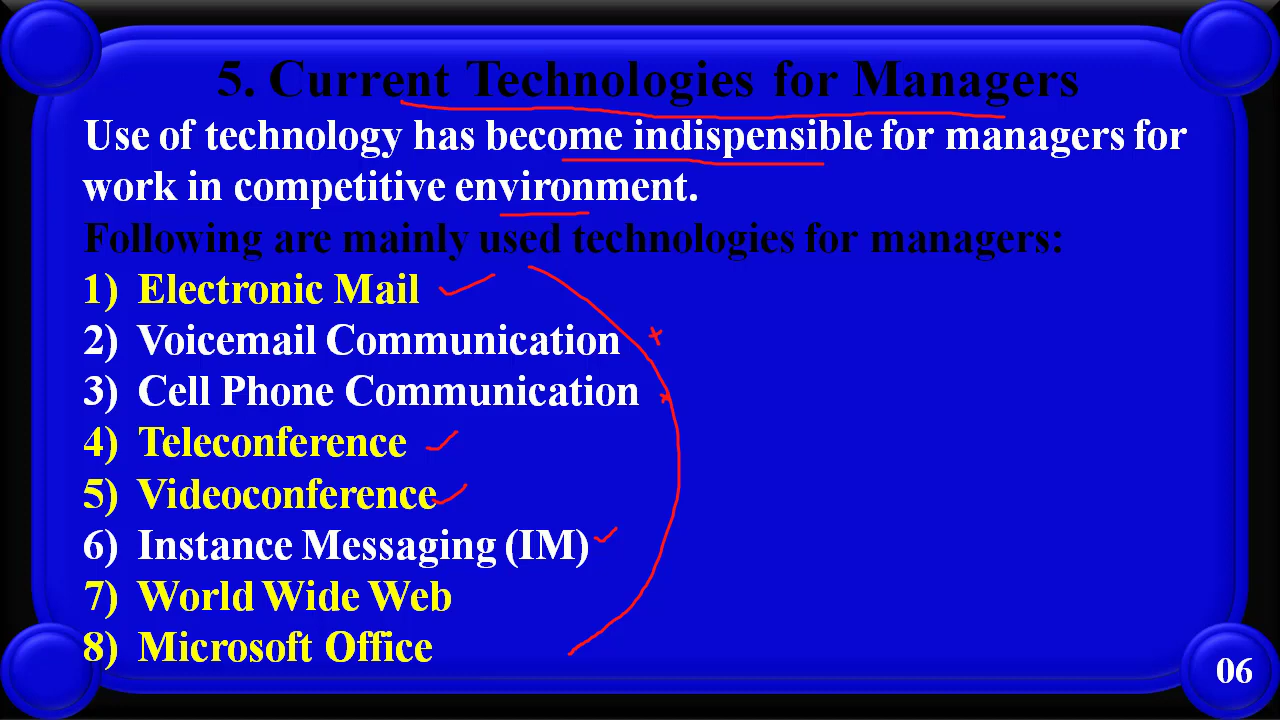 5. Current Technologies for Managers
Use of technology has become indispensible for managers for
work in competitive environment.
Following are mainly used technologies for managers:
1) Electronic Mail
2) Voicemail Communication
3) Cell Phone Communication
4) Teleconference
5) Videoconference
6) Instance Messaging (IM)
7) World Wide Web
8) Microsoft Office
06